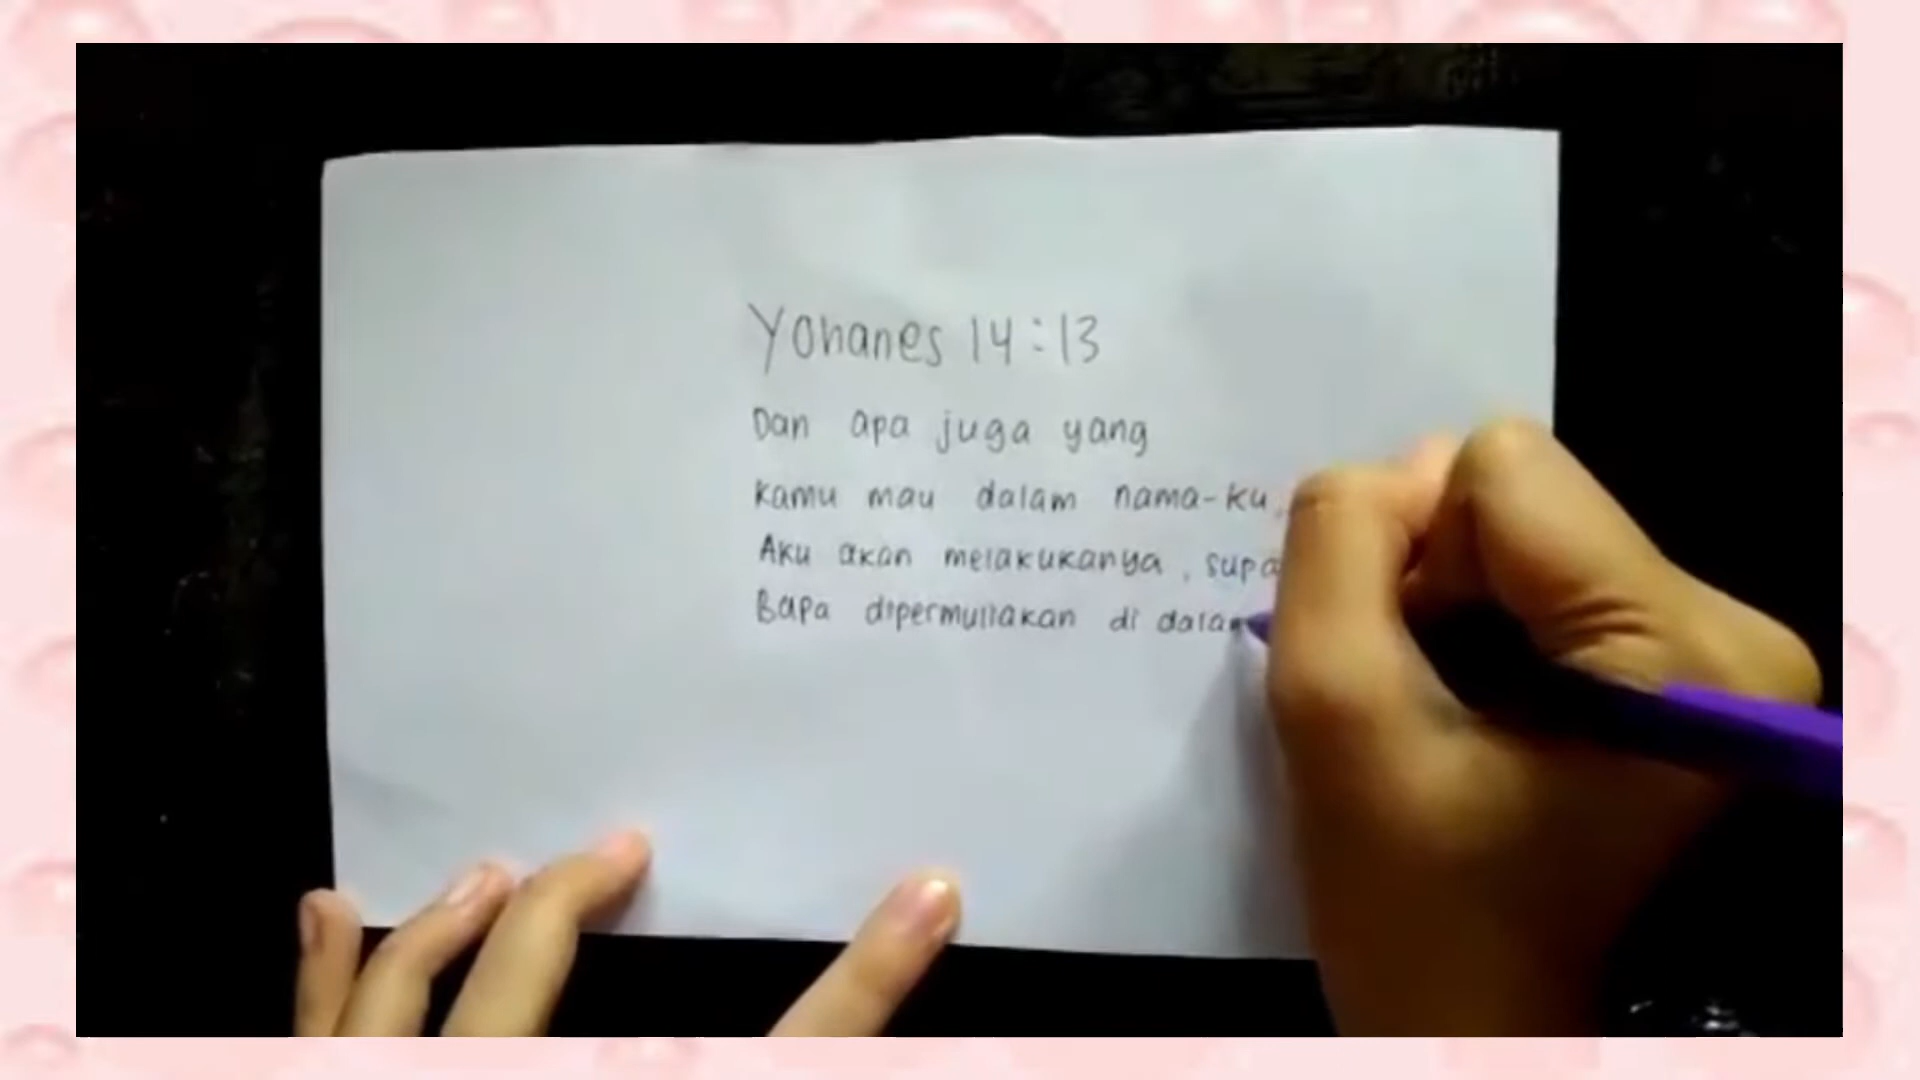 Yohanes 14:13
Dan apa juga yang
kamu mau dalam nama-ku,
Aku akan melakukanya, supa
Bapa dipermuliakan di dalam